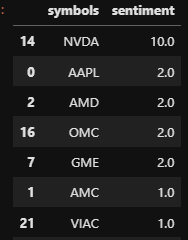 :
symbols sentiment
14 NVDA 10.0
0 AAPL 2.0
2 AMD 2.0
16 OMC 2.0
7 GME 2.0
1 AMC 1.0
21 VIAC 1.0